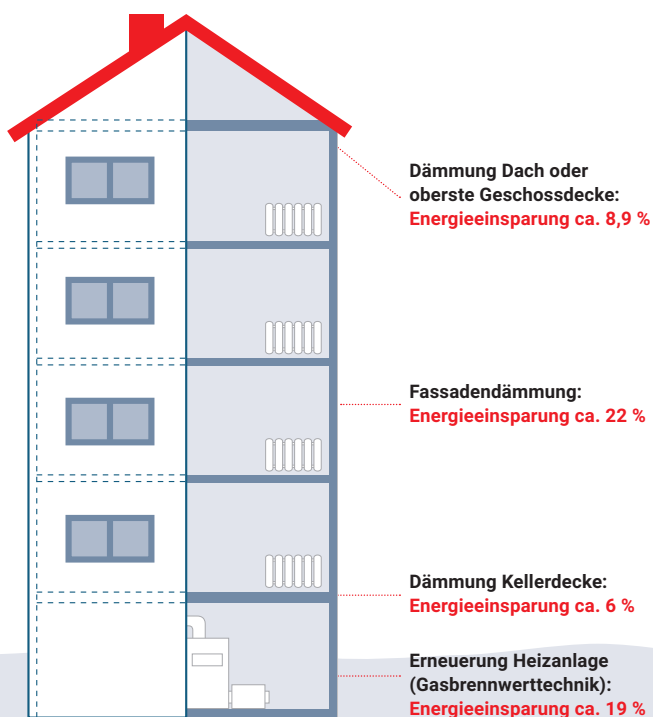 Dämmung Dach oder
oberste Geschossdecke:
Energieeinsparung ca. 8,9 %
Fassadendämmung:
Energieeinsparung ca. 22 %
Dämmung Kellerdecke:
Energieeinsparung ca. 6 %
Erneuerung Heizanlage
(Gasbrennwerttechnik):
Energieeinsparung ca. 19 %